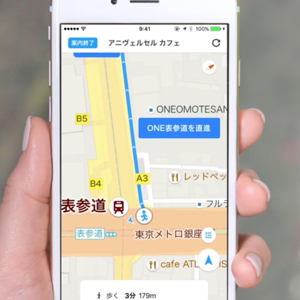 9:41
案内終了
アニヴェルセル カフェ
ONEOMOTESAN
B5
ONE表参道を直進
A3
レッドペッ
B4
表参道
フルラ
表参道
東京メトロ銀座
cafe ATL
歩く 3分 179m